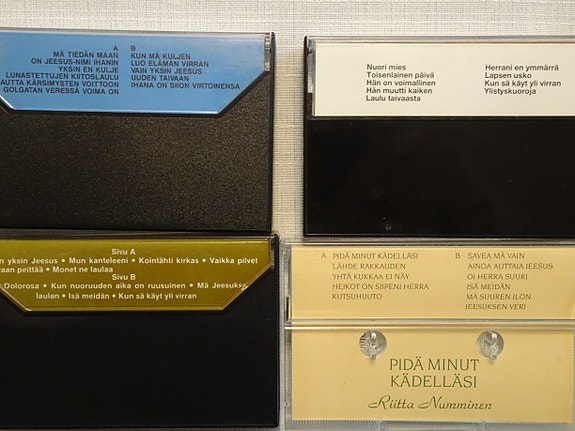 A
MÄ TIEDÄN MAAN
ON JEESUS-NIMI IHANIN
YKSIN EN KULJE
LUNASTETTUJEN KIITOSLAULU
AUTTA KÄRSIMYSTEN VOITTOON
GOLGATAN VERESSÄ VOIMA ON
B
KUN MÄ KULJEN
LUO ELÄMÄN VIRRAN
VAIN YKSIN JEESUS
UUDEN TAIVAAN
IHANA ON SIION VIRTOINENSA
Nuori mies
Toisenlainen päivä
Hän on voimallinen
Hän muutti kaiken
Laulu taivaasta
Herrani en ymmärrä
Lapsen usko
Kun sä käyt yli virran
Ylistyskuoroja
Sivu A
n yksin Jeesus • Mun kanteleeni • Kointähti kirkas • Vaikka pilvet
aan peittää • Monet ne laulaa
Sivu B
Dolorosa • Kun nuoruuden aika on ruusuinen • Mä Jeesukse
laulan • Isä meidän • Kun sä käyt yli virran
A PIDÄ MINUT KÄDELLÄSI
LÄHDE RAKKAUDEN
YHTÄ KUKKAA EI NÄY
HEIKOT ON SIIPENI HERRA
KUTSUHUUTO
B SAVEA MÄ VAIN
AINOA AUTTAJA JEESUS
OI HERRA SUURI
ISÄ MEIDÄN
MÄ SUUREN ILON
JEESUKSEN VERI
PIDÄ MINUT
KÄDELLÄSI
Riitta Numminen